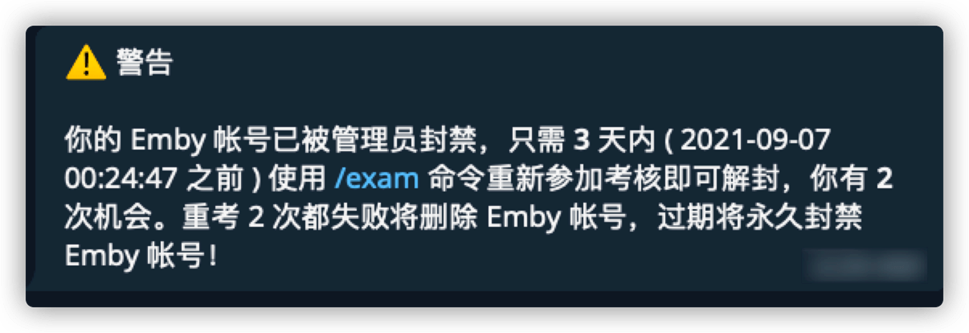 ⚠️ 警告
你的 Emby 帐号已被管理员封禁，只需 3 天内 ( 2021-09-07
00:24:47 之前 ) 使用 /exam 命令重新参加考核即可解封，你有 2
次机会。重考 2 次都失败将删除 Emby 帐号，过期将永久封禁
Emby 帐号！